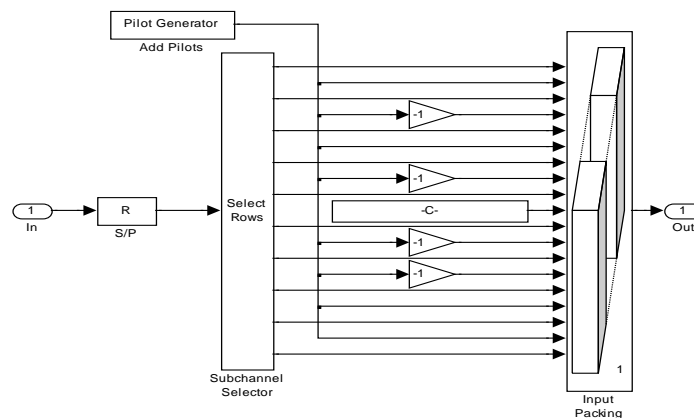 Pilot Generator
Add Pilots
-1
-1
Select
Rows
1
In
R
S/P
-C-
1
Out
-1
-1
1
Subchannel
Selector
Input
Packing